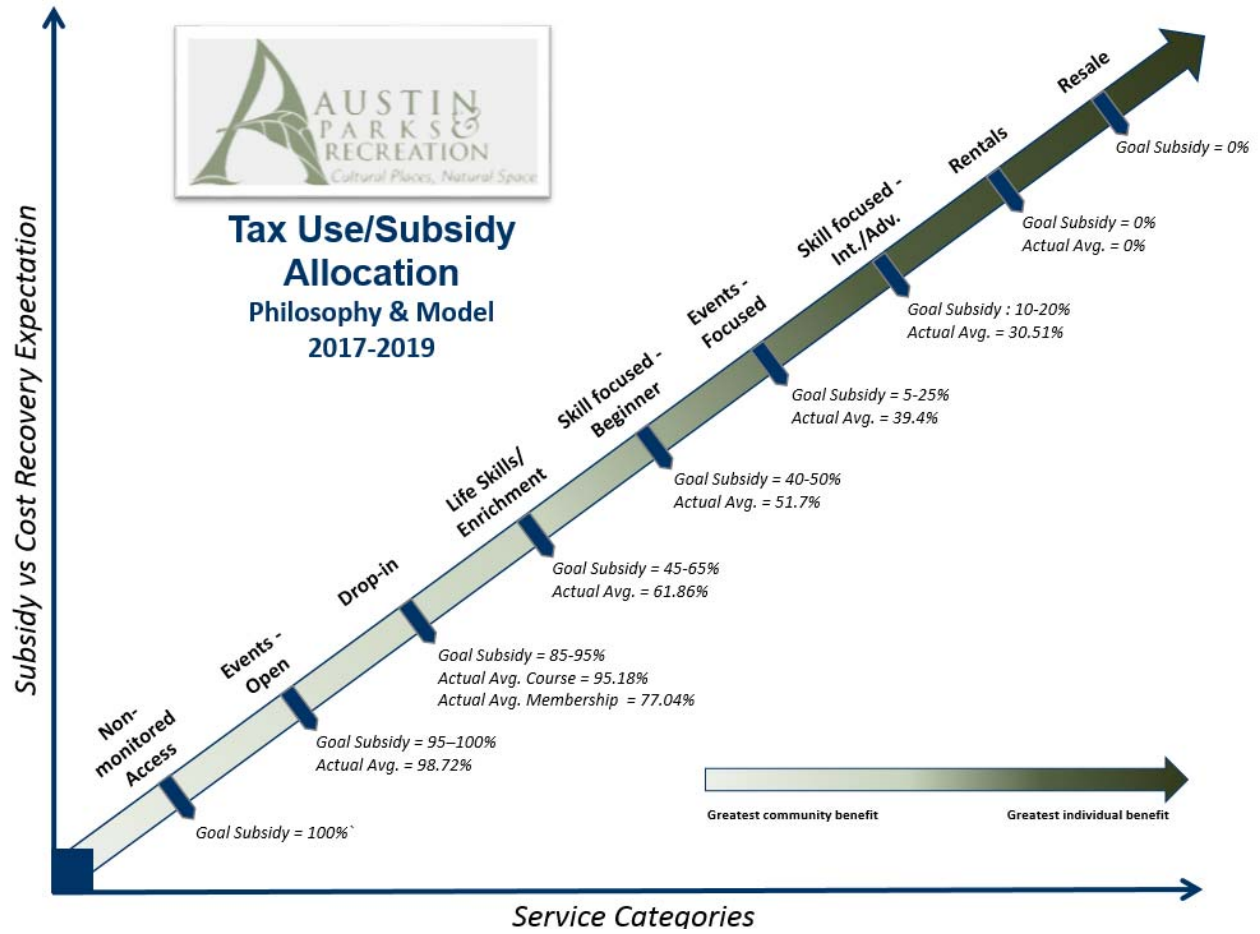 AUSTIN
PARKS &
RECREATION
Cultural Places, Natural Space
Tax Use/Subsidy
Allocation
Philosophy & Model
2017-2019
Subsidy vs Cost Recovery Expectation
Non-
monitored
Access
Goal Subsidy = 100%`
Events -
Open
Goal Subsidy = 95–100%
Actual Avg. = 98.72%
Drop-in
Goal Subsidy = 85-95%
Actual Avg. Course = 95.18%
Actual Avg. Membership = 77.04%
Life Skills/
Enrichment
Goal Subsidy = 45-65%
Actual Avg. = 61.86%
Skill focused -
Beginner
Goal Subsidy = 40-50%
Actual Avg. = 51.7%
Events -
Focused
Goal Subsidy = 5-25%
Actual Avg. = 39.4%
Skill focused -
Int./Adv.
Goal Subsidy : 10-20%
Actual Avg. = 30.51%
Rentals
Goal Subsidy = 0%
Actual Avg. = 0%
Resale
Goal Subsidy = 0%
Greatest community benefit
Greatest individual benefit
Service Categories